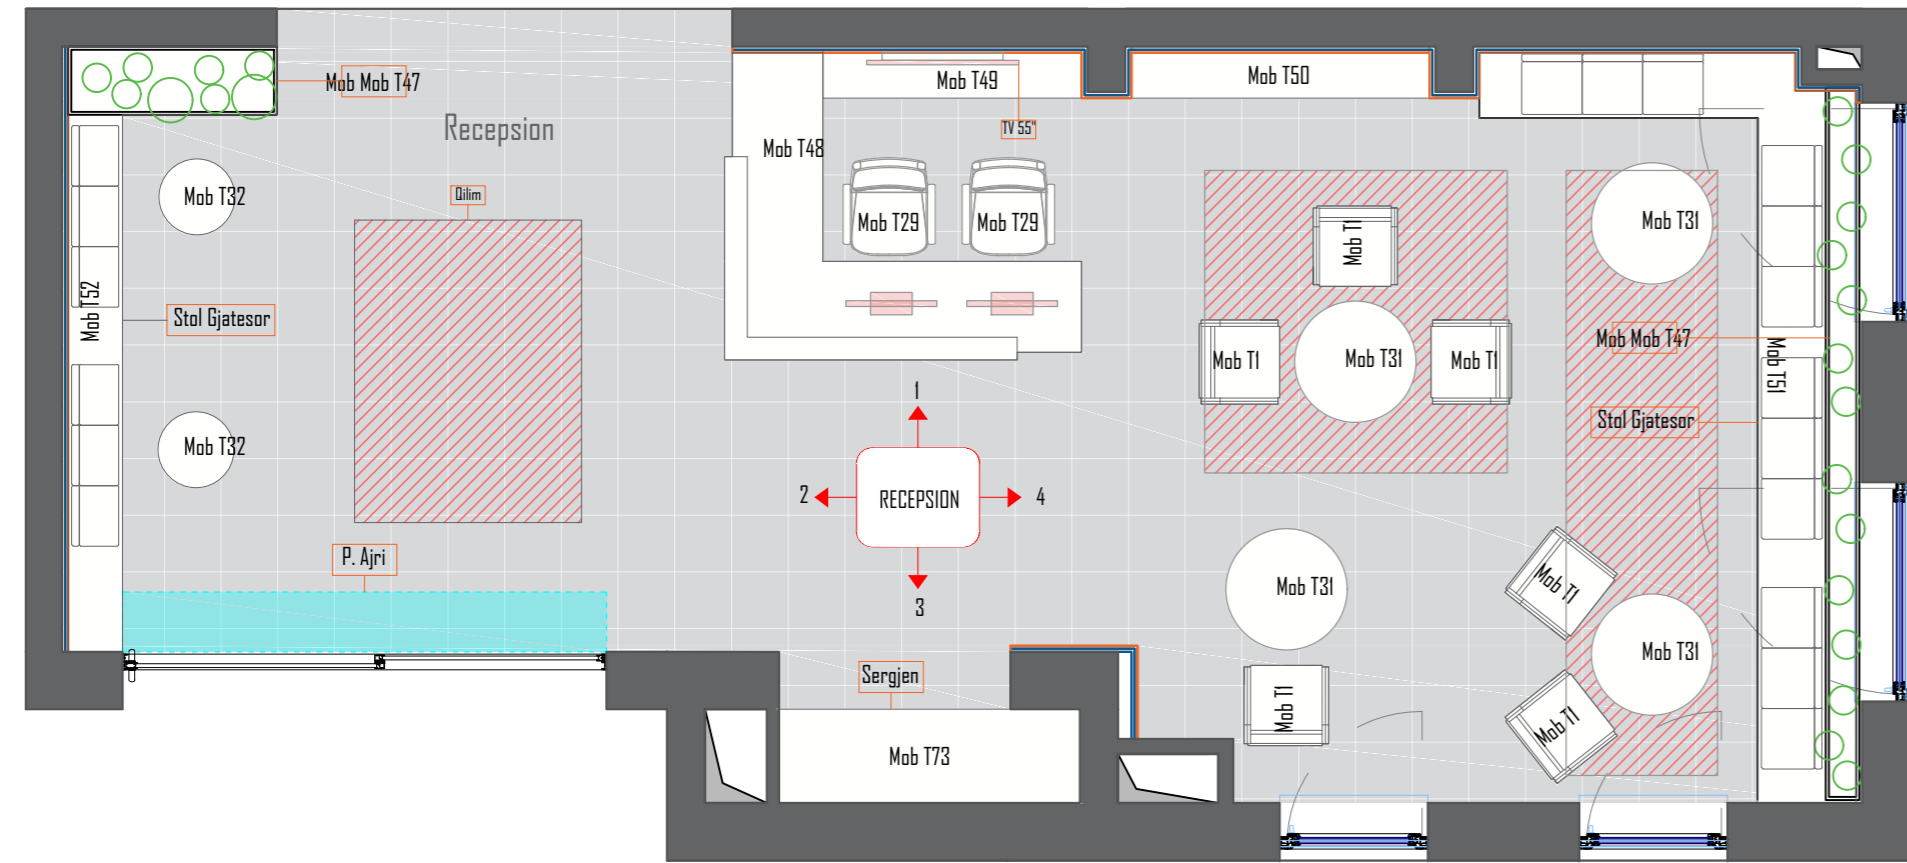 Mob Mob T47
Recepsion
Mob T49
Mob T50
TV 55"
Mob T48
Mob T32
Qilim
Mob T29
Mob T29
Mob T1
Mob T31
Mob T52
Stol Gjatesor
Mob T1
Mob T31
Mob T1
Mob Mob T47
Mob T51
Stol Gjatesor
Mob T32
1
2
RECEPSION
4
3
P. Ajri
Mob T31
Mob T1
Mob T31
Sergjen
Mob T1
Mob T1
Mob T73